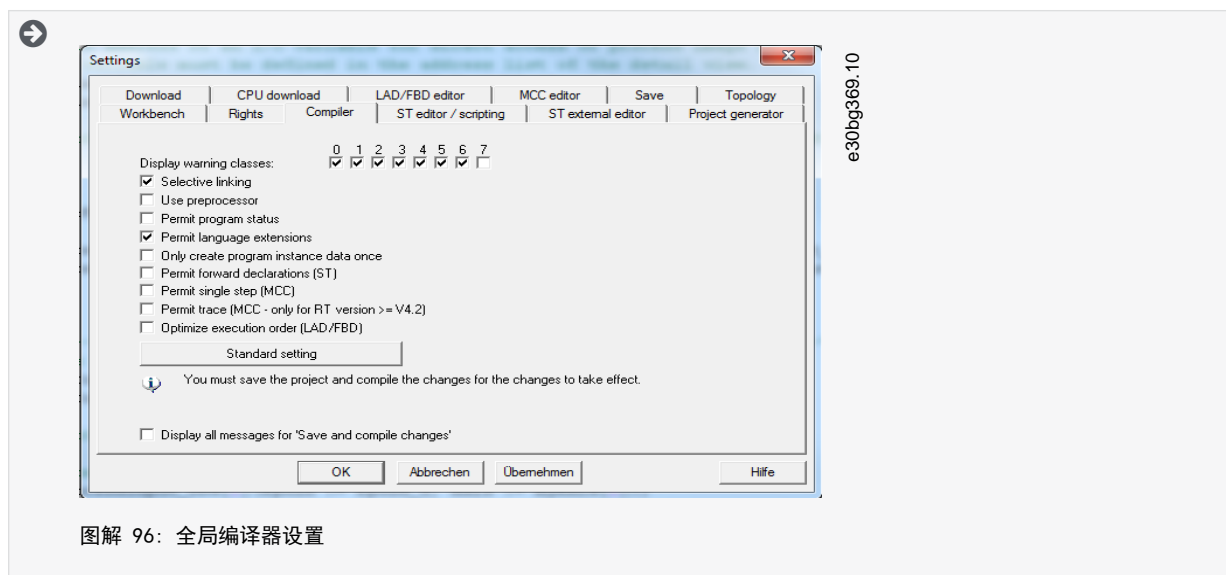 Settings
Download CPU download LAD/FBD editor MCC editor Save Topology
Workbench Rights Compiler ST editor / scripting ST external editor Project generator
0 1 2 3 4 5 6 7
Display warning classes:
Selective linking
Use preprocessor
Permit program status
Permit language extensions
Only create program instance data once
Permit forward declarations (ST)
Permit single step (MCC)
Permit trace (MCC - only for RT version >= V4.2)
Optimize execution order (LAD/FBD)
Standard setting
You must save the project and compile the changes for the changes to take effect.
Display all messages for 'Save and compile changes'
OK Abbrechen Übernehmen Hilfe
e30bg369.10
图解 96: 全局编译器设置